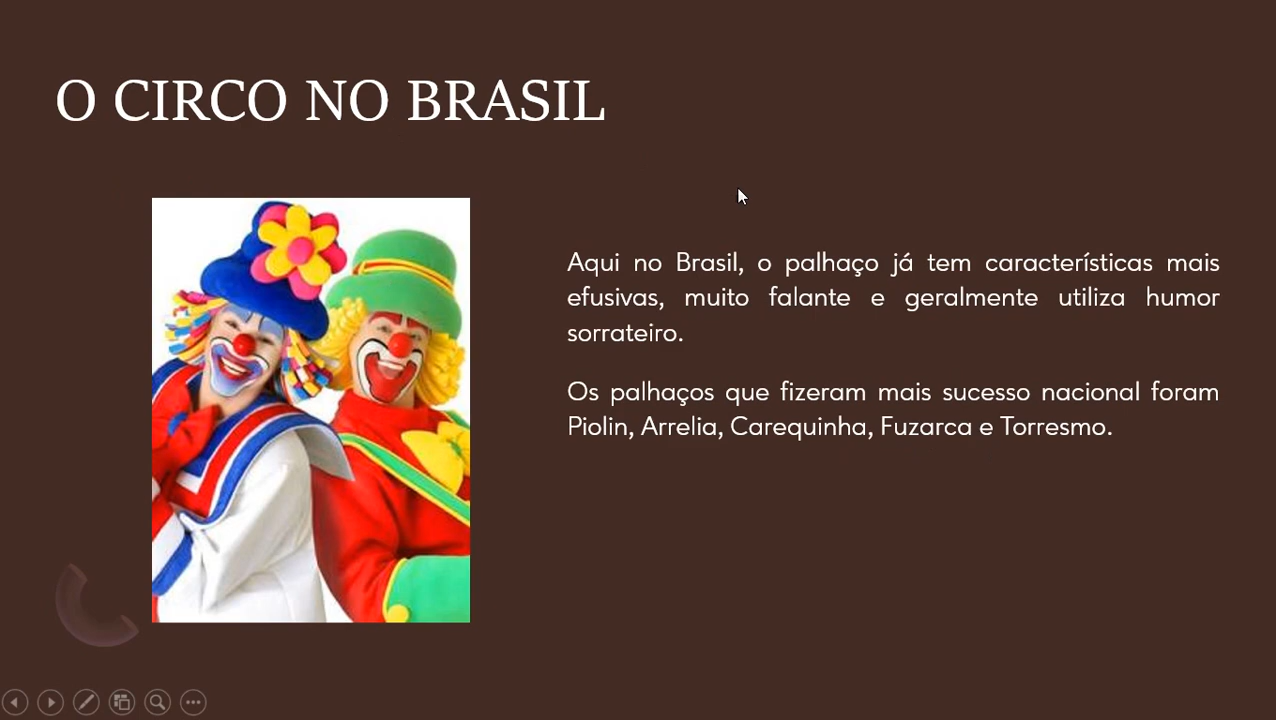 O CIRCO NO BRASIL
Aqui no Brasil, o palhaço já tem características mais
efusivas, muito falante e geralmente utiliza humor
sorrateiro.
Os palhaços que fizeram mais sucesso nacional foram
Piolin, Arrelia, Carequinha, Fuzarca e Torresmo.